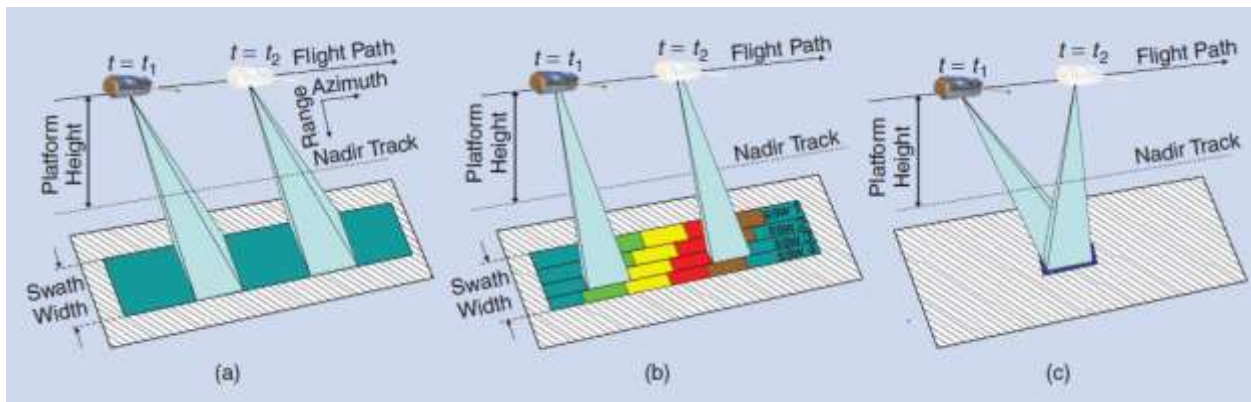 t = t1
t = t2
Flight Path
Azimuth
Range
Platform
Height
Nadir Track
Swath
Width
(a)
t = t1
t = t2
Flight Path
Platform
Height
Nadir Track
Swath
Width
(b)
t = t1
t = t2
Flight Path
Platform
Height
Nadir Track
(c)